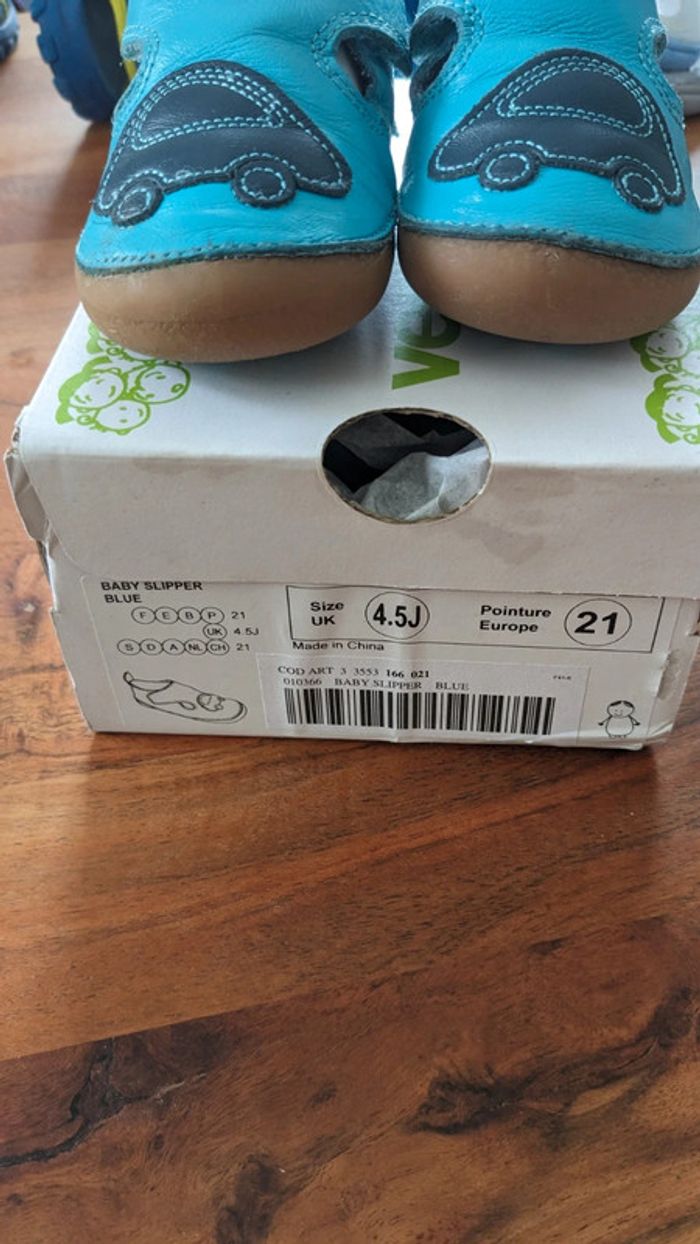 ve
BABY SLIPPER
BLUE
F E B P 21
UK 4.5J
S D A NL CH 21
Size
UK
4.5J
Pointure
Europe
21
Made in China
COD ART 3 3553 166 021
010366 BABY SLIPPER BLUE